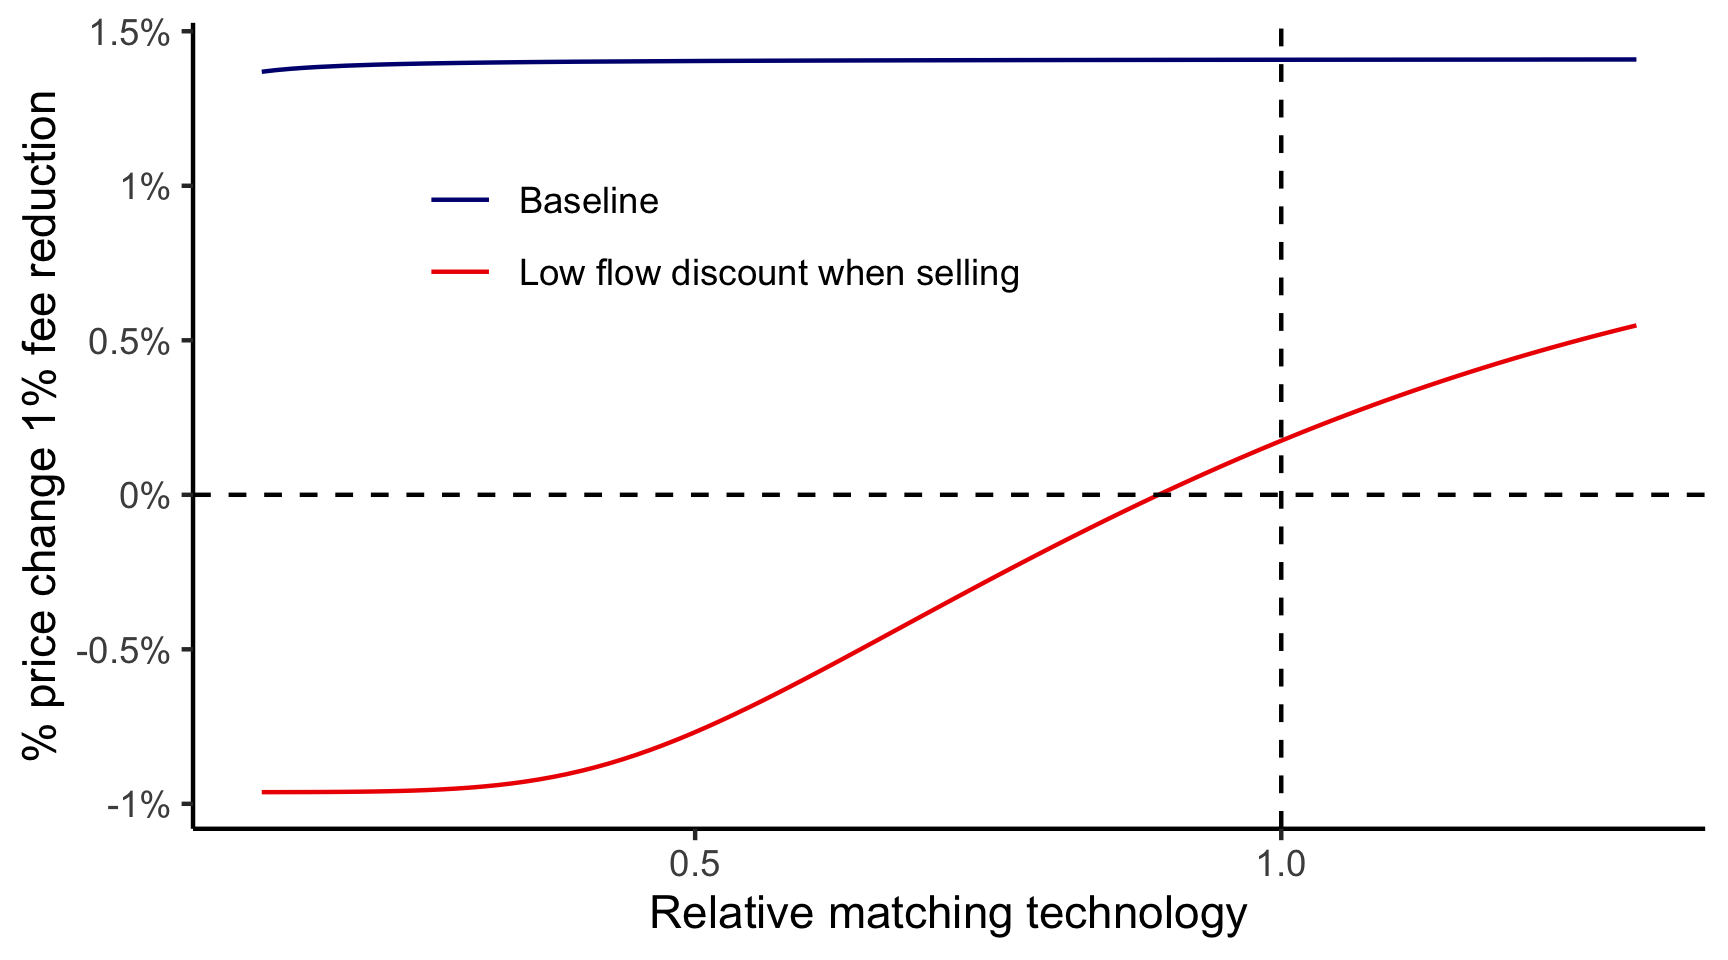 % price change 1% fee reduction
1.5%
1%
0.5%
0%
-0.5%
-1%
Baseline
Low flow discount when selling
0.5
1.0
Relative matching technology